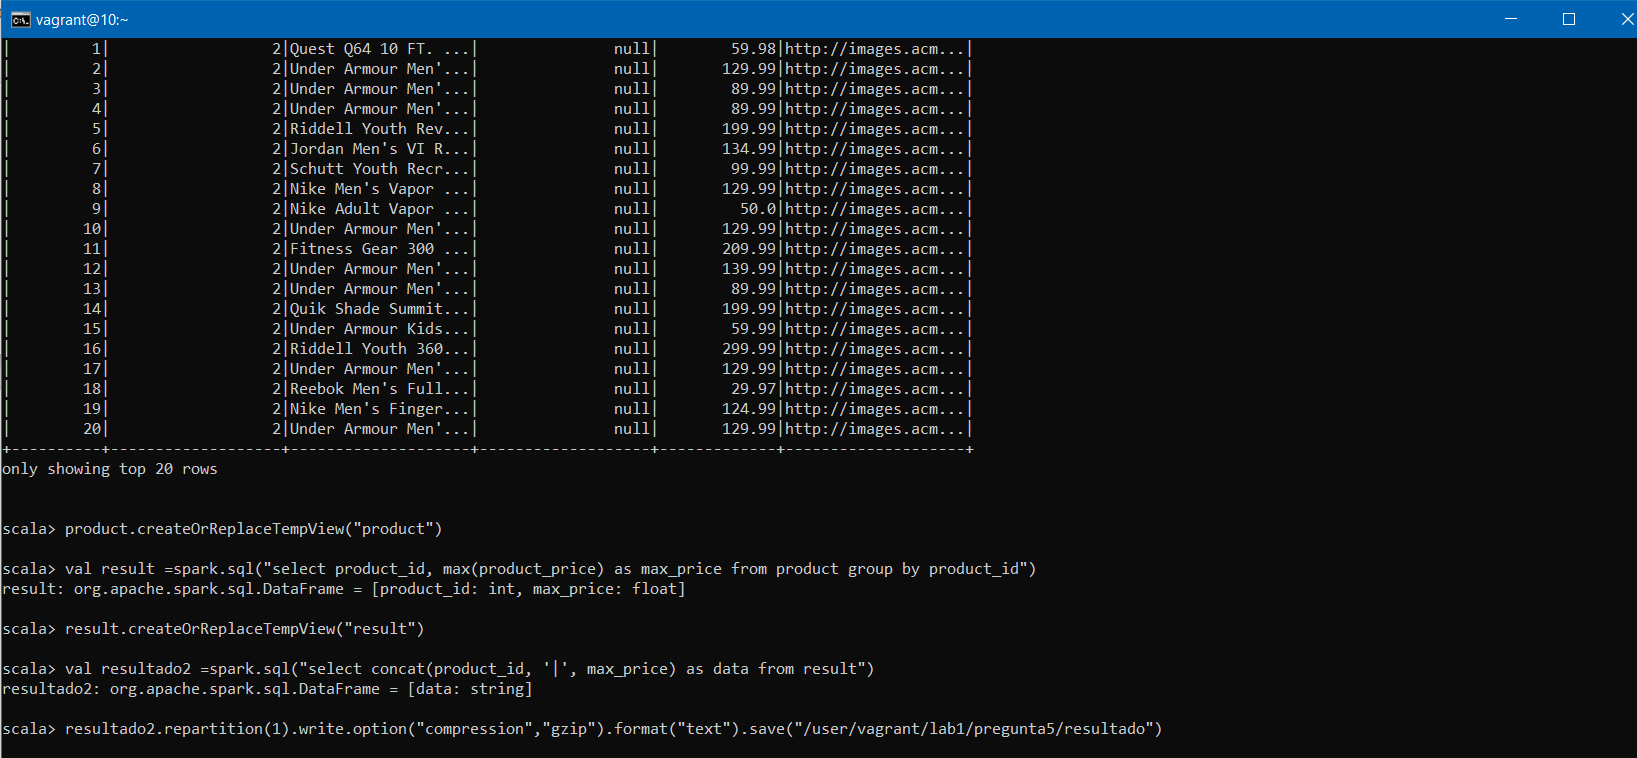 vagrant@10:~
|         1|                  2|Quest Q64 10 FT. ...|               null|        59.98|http://images.acm...|
|         2|                  2|Under Armour Men'...|               null|       129.99|http://images.acm...|
|         3|                  2|Under Armour Men'...|               null|        89.99|http://images.acm...|
|         4|                  2|Under Armour Men'...|               null|        89.99|http://images.acm...|
|         5|                  2|Riddell Youth Rev...|               null|       199.99|http://images.acm...|
|         6|                  2|Jordan Men's VI R...|               null|       134.99|http://images.acm...|
|         7|                  2|Schutt Youth Recr...|               null|        99.99|http://images.acm...|
|         8|                  2|Nike Men's Vapor ...|               null|       129.99|http://images.acm...|
|         9|                  2|Nike Adult Vapor ...|               null|         50.0|http://images.acm...|
|        10|                  2|Under Armour Men'...|               null|       129.99|http://images.acm...|
|        11|                  2|Fitness Gear 300 ...|               null|       209.99|http://images.acm...|
|        12|                  2|Under Armour Men'...|               null|       139.99|http://images.acm...|
|        13|                  2|Under Armour Men'...|               null|        89.99|http://images.acm...|
|        14|                  2|Quik Shade Summit...|               null|       199.99|http://images.acm...|
|        15|                  2|Under Armour Kids...|               null|        59.99|http://images.acm...|
|        16|                  2|Riddell Youth 360...|               null|       299.99|http://images.acm...|
|        17|                  2|Under Armour Men'...|               null|       129.99|http://images.acm...|
|        18|                  2|Reebok Men's Full...|               null|        29.97|http://images.acm...|
|        19|                  2|Nike Men's Finger...|               null|       124.99|http://images.acm...|
|        20|                  2|Under Armour Men'...|               null|       129.99|http://images.acm...|
+----------+-------------------+--------------------+-------------------+-------------+--------------------+
only showing top 20 rows
scala> product.createOrReplaceTempView("product")
scala> val result =spark.sql("select product_id, max(product_price) as max_price from product group by product_id")
result: org.apache.spark.sql.DataFrame = [product_id: int, max_price: float]
scala> result.createOrReplaceTempView("result")
scala> val resultado2 =spark.sql("select concat(product_id, '|', max_price) as data from result")
resultado2: org.apache.spark.sql.DataFrame = [data: string]
scala> resultado2.repartition(1).write.option("compression","gzip").format("text").save("/user/vagrant/lab1/pregunta5/resultado")